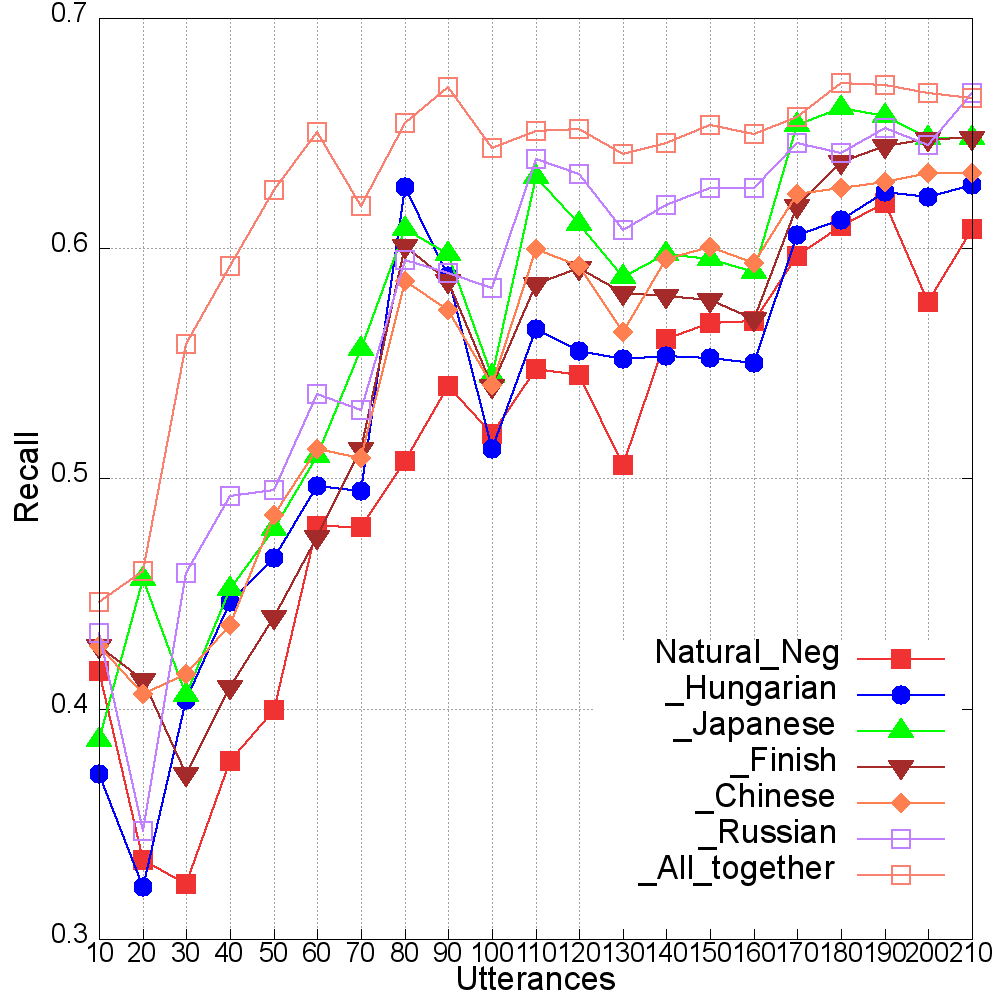 0.7
0.6
0.5
0.4
0.3
Recall
Natural_Neg
_Hungarian
_Japanese
_Finish
_Chinese
_Russian
_All_together
10 20 30 40 50 60 70 80 90 100 110 120 130 140 150 160 170 180 190 200 210
Utterances